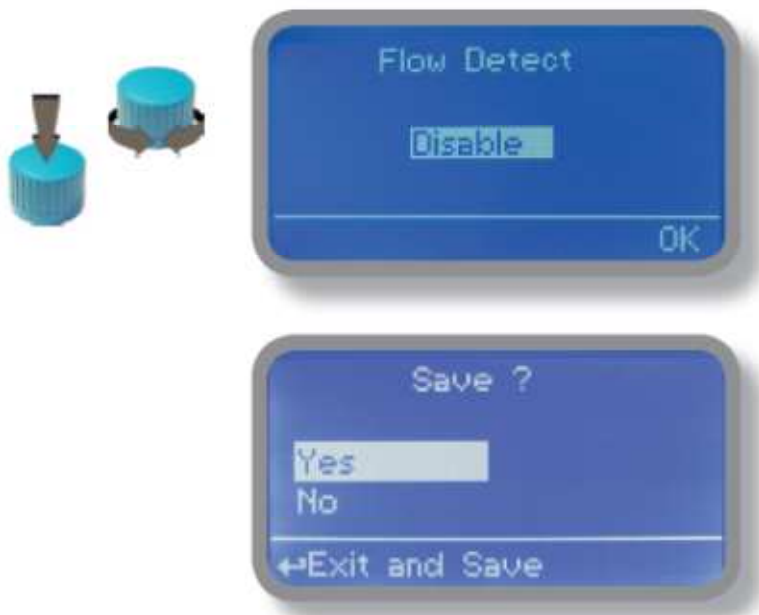 Flow Detect
Disable
OK
Save ?
Yes
No
↩Exit and Save